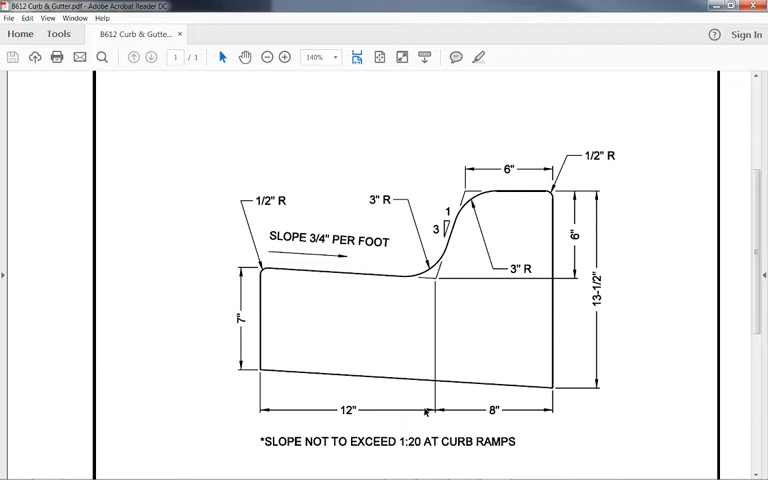 B612 Curb & Gutter.pdf - Adobe Acrobat Reader DC
File Edit View Window Help
Home Tools B612 Curb & Gutte... × Sign In
1 / 1 140%
6" 1/2" R
1/2" R 3" R
1
3
SLOPE 3/4" PER FOOT
6"
3" R
13-1/2"
7"
12" 8"
*SLOPE NOT TO EXCEED 1:20 AT CURB RAMPS